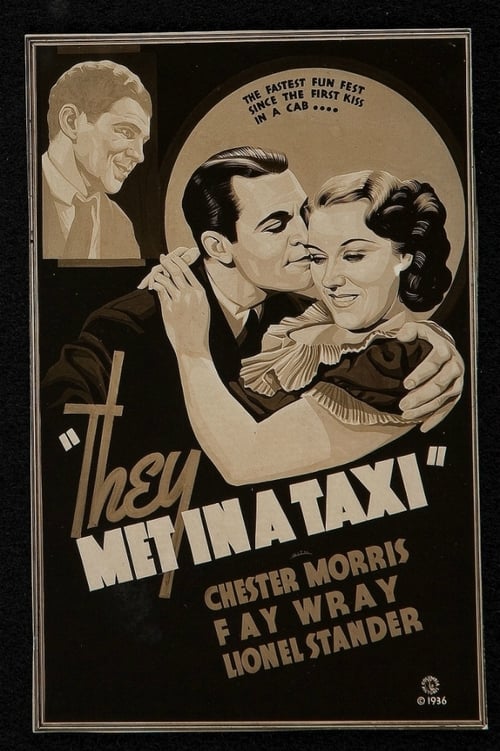 THE FASTEST FUN FEST
SINCE THE FIRST KISS
IN A CAB ....
"They
MET IN A TAXI"
CHESTER MORRIS
FAY WRAY
LIONEL STANDER
© 1936